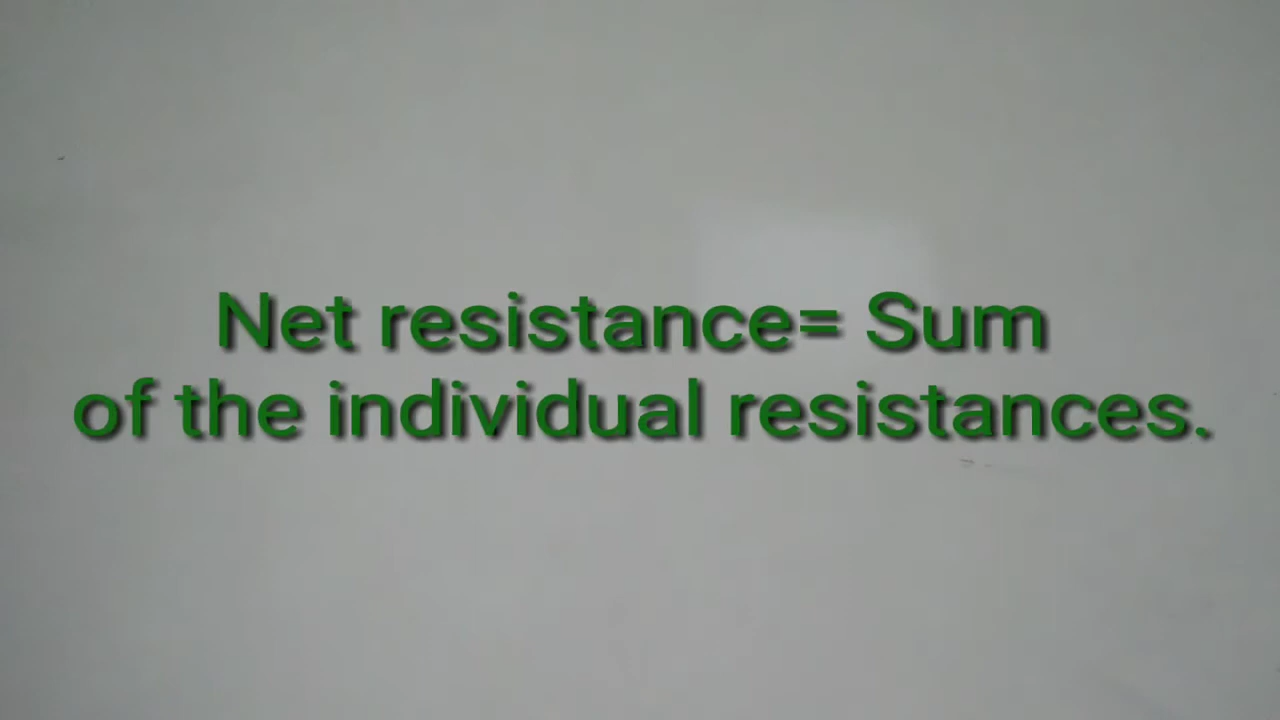 Net resistance= Sum
of the individual resistances.